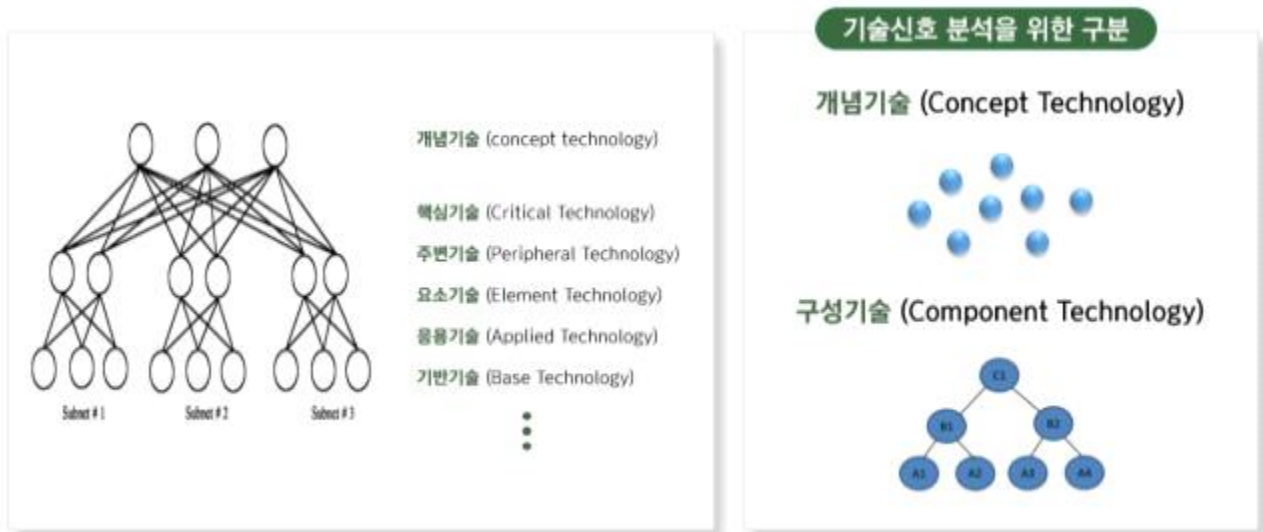 개념기술 (concept technology)
핵심기술 (Critical Technology)
주변기술 (Peripheral Technology)
요소기술 (Element Technology)
응용기술 (Applied Technology)
기반기술 (Base Technology)
Subnet # 1
Subnet # 2
Subnet # 3
기술신호 분석을 위한 구분
개념기술 (Concept Technology)
구성기술 (Component Technology)
C1
B1
B2
A1
A2
A3
A4